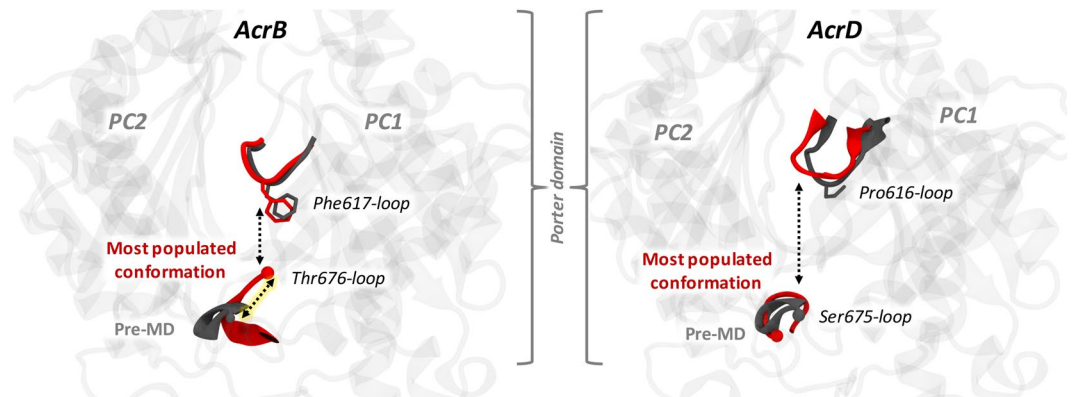 AcrB
PC2
PC1
Phe617-loop
Most populated
conformation
Thr676-loop
Pre-MD
Porter domain
AcrD
PC2
PC1
Pro616-loop
Most populated
conformation
Ser675-loop
Pre-MD